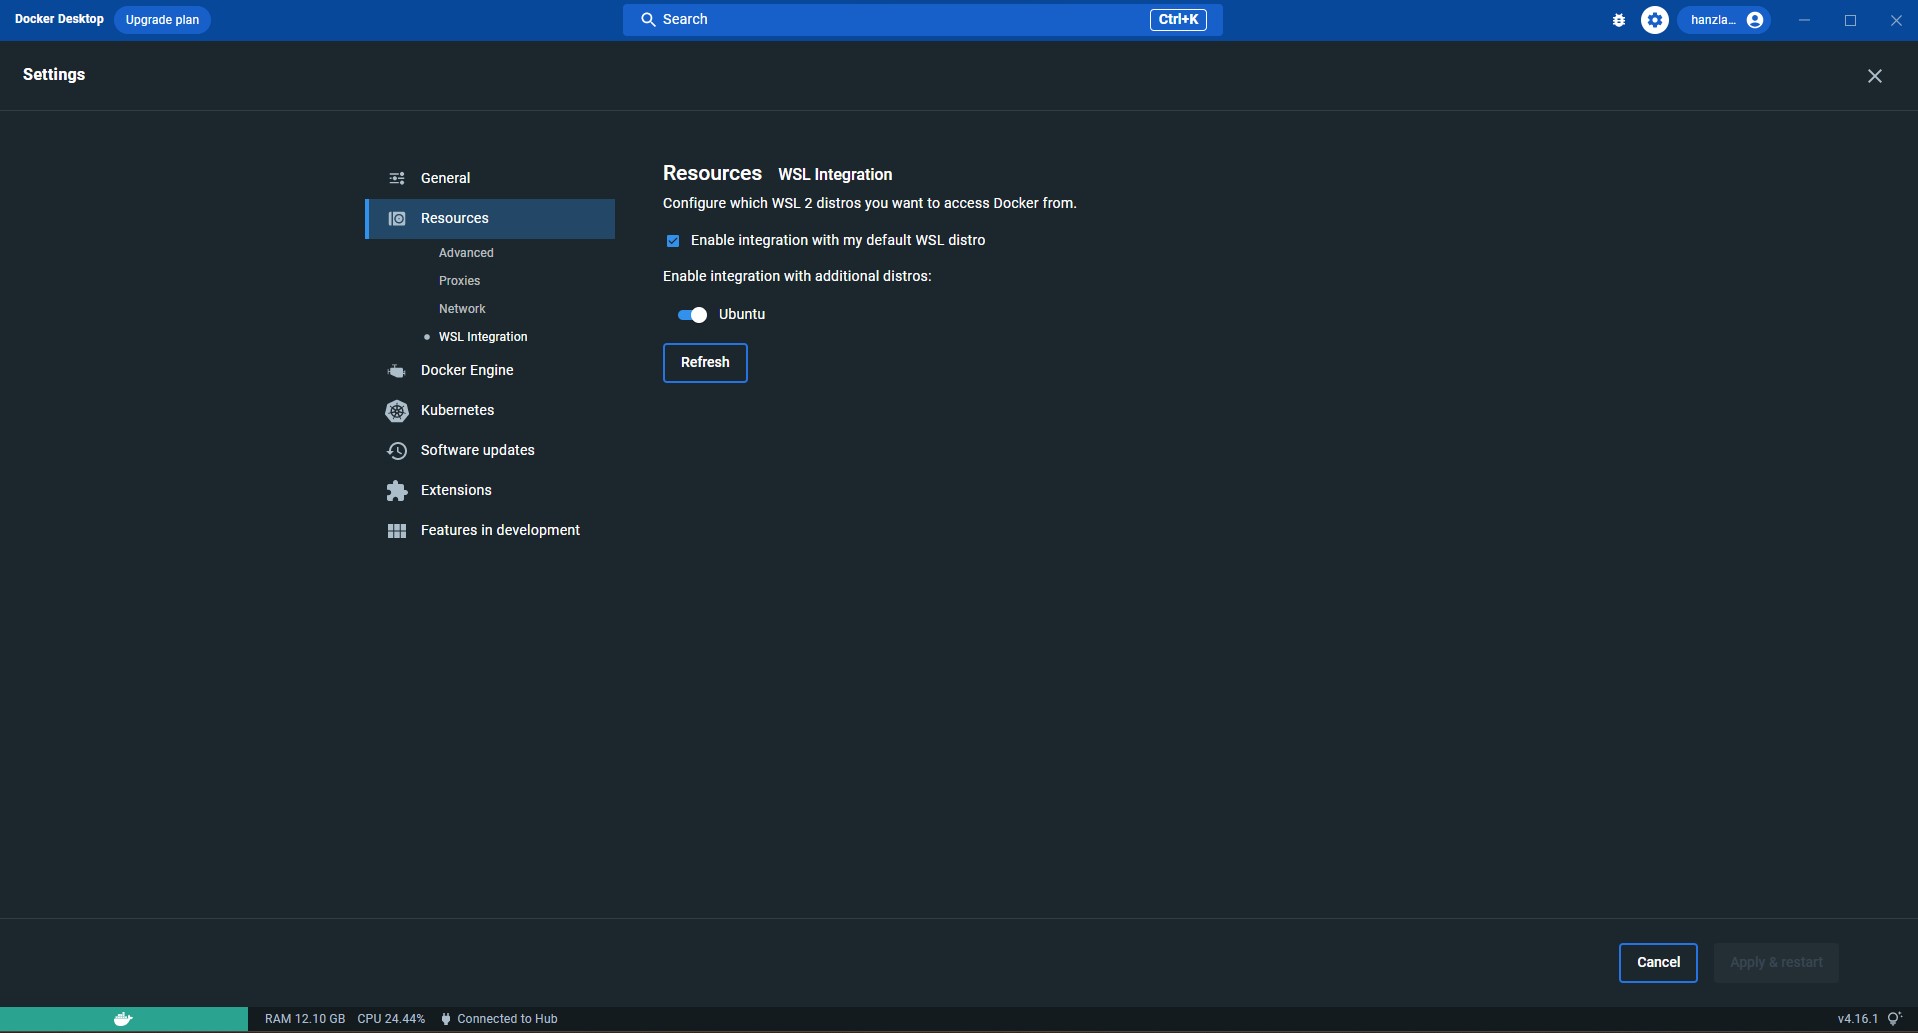 Docker Desktop Upgrade plan Search Ctrl+K hanzla...
Settings
General
Resources
Advanced
Proxies
Network
WSL Integration
Docker Engine
Kubernetes
Software updates
Extensions
Features in development
Resources WSL Integration
Configure which WSL 2 distros you want to access Docker from.
Enable integration with my default WSL distro
Enable integration with additional distros:
Ubuntu
Refresh
Cancel Apply & restart
RAM 12.10 GB CPU 24.44% Connected to Hub v4.16.1